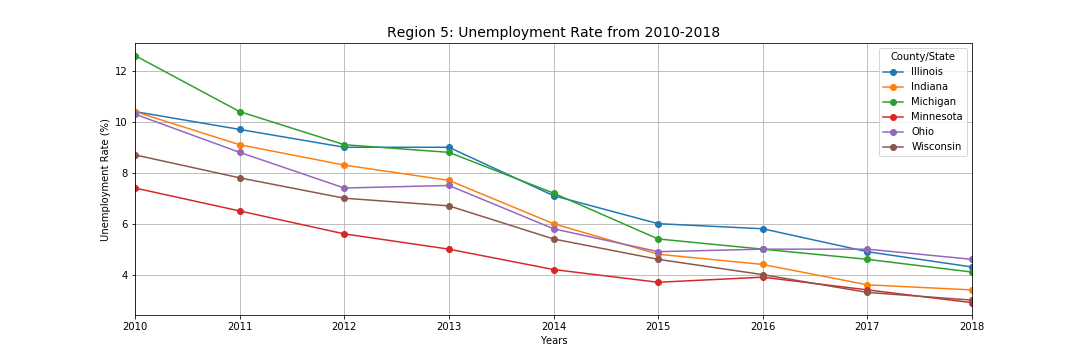 Region 5: Unemployment Rate from 2010-2018
County/State
Illinois
Indiana
Michigan
Minnesota
Ohio
Wisconsin
Unemployment Rate (%)
12
10
8
6
4
2010 2011 2012 2013 2014 2015 2016 2017 2018
Years